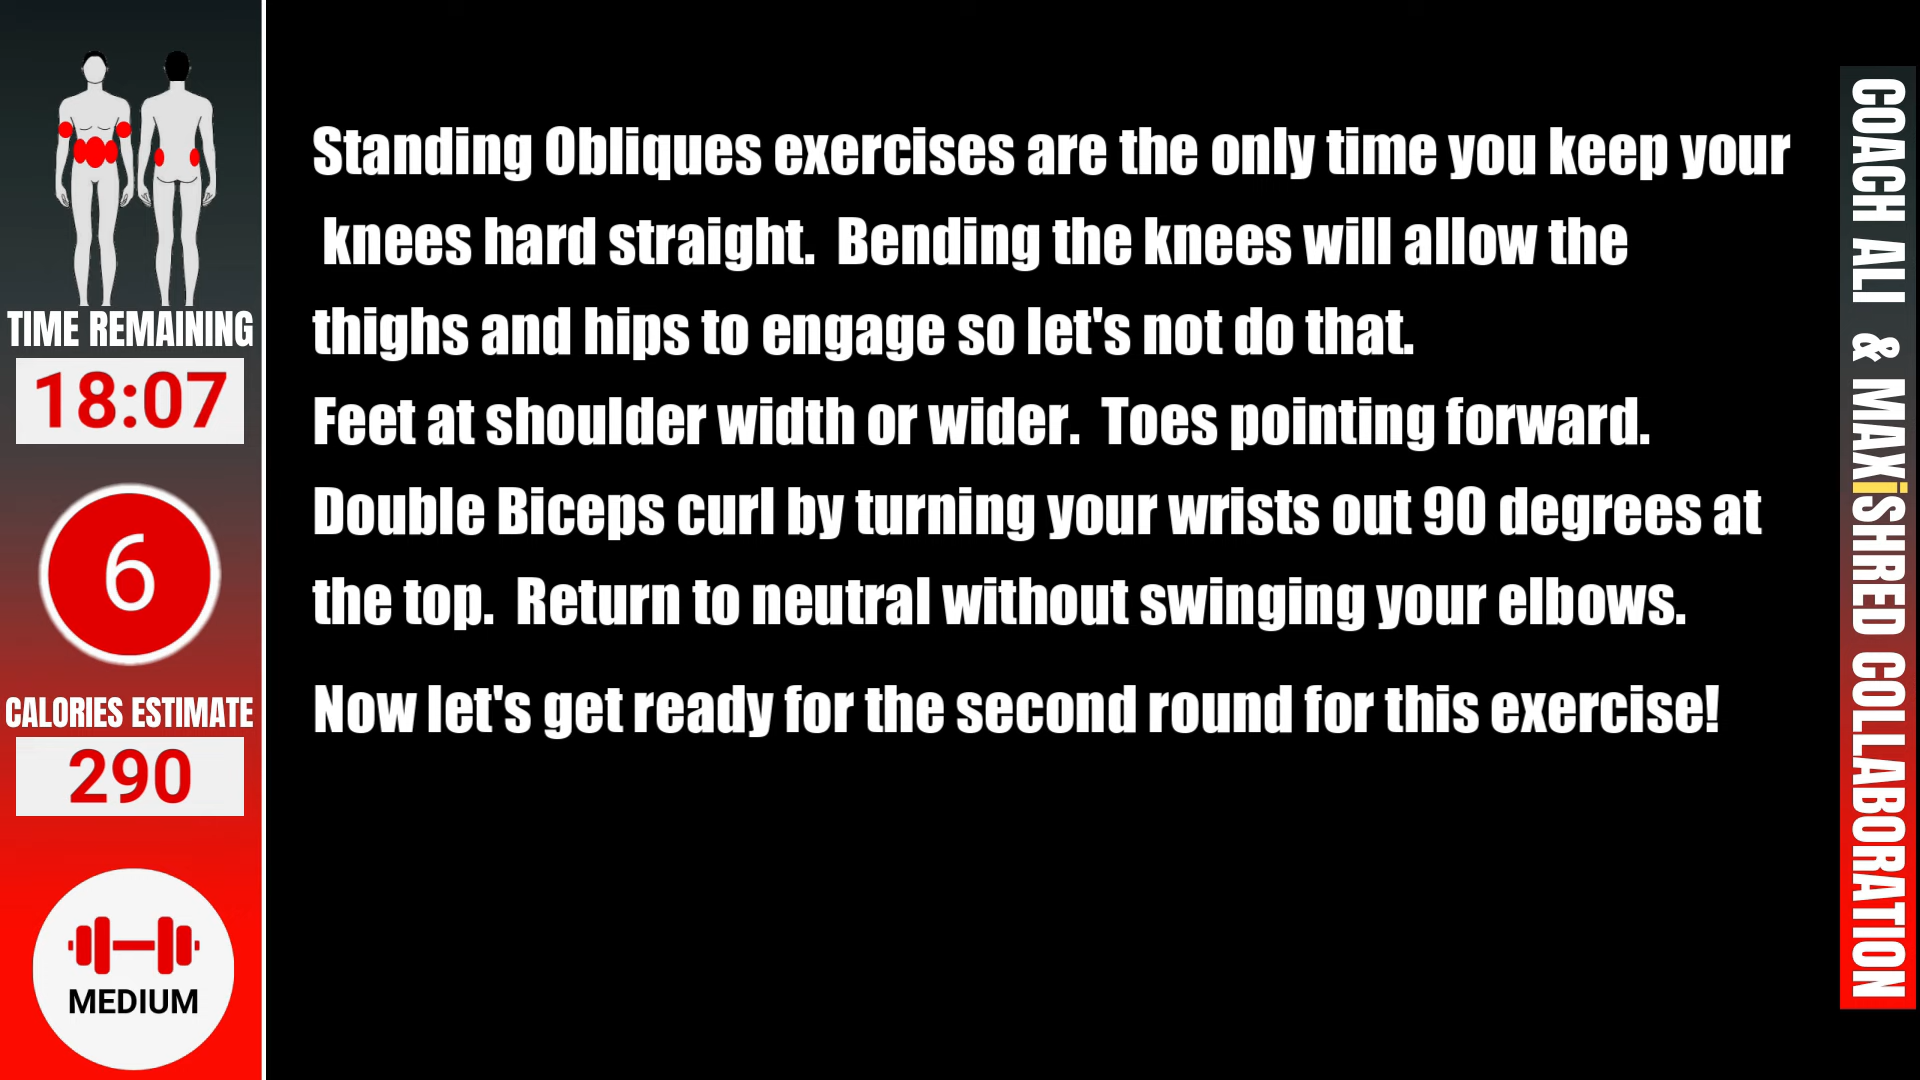 TIME REMAINING
18:07
6
CALORIES ESTIMATE
290
MEDIUM
Standing Obliques exercises are the only time you keep your
knees hard straight.  Bending the knees will allow the
thighs and hips to engage so let's not do that.
Feet at shoulder width or wider.  Toes pointing forward.
Double Biceps curl by turning your wrists out 90 degrees at
the top.  Return to neutral without swinging your elbows.
Now let's get ready for the second round for this exercise!
COACH ALI & MAXiSHRED COLLABORATION